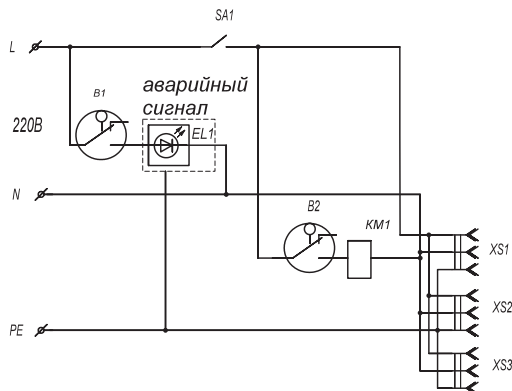 SA1
L
B1
аварийный
сигнал
EL1
220В
N
B2
KM1
XS1
XS2
PE
XS3